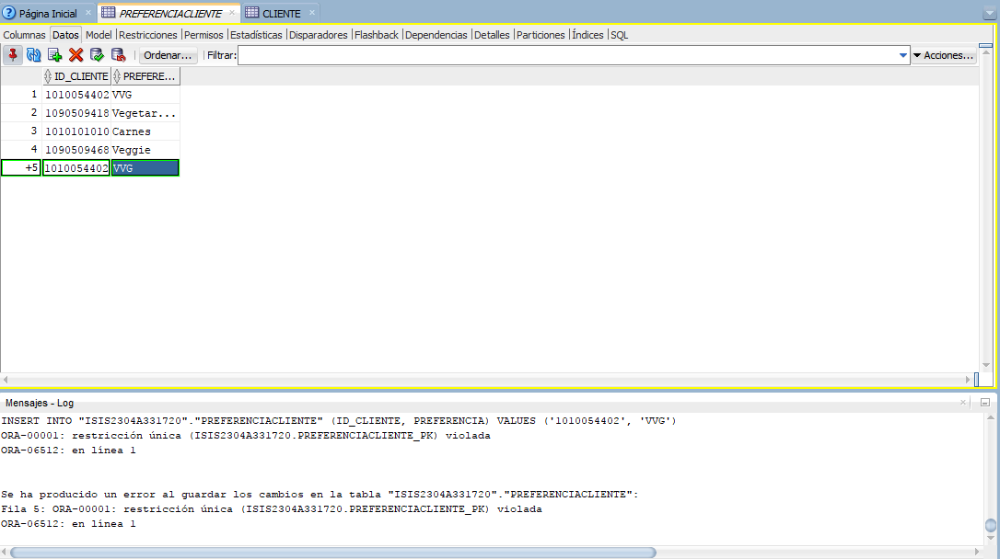 Página Inicial PREFERENCIACLIENTE CLIENTE
Columnas Datos Model Restricciones Permisos Estadísticas Disparadores Flashback Dependencias Detalles Particiones Índices SQL
Ordenar... Filtrar: Acciones...
ID_CLIENTE PREFERE...
1 1010054402 VVG
2 1090509418 Vegetar...
3 1010101010 Carnes
4 1090509468 Veggie
+5 1010054402 VVG
Mensajes - Log
INSERT INTO "ISIS2304A331720"."PREFERENCIACLIENTE" (ID_CLIENTE, PREFERENCIA) VALUES ('1010054402', 'VVG')
ORA-00001: restricción única (ISIS2304A331720.PREFERENCIACLIENTE_PK) violada
ORA-06512: en línea 1
Se ha producido un error al guardar los cambios en la tabla "ISIS2304A331720"."PREFERENCIACLIENTE":
Fila 5: ORA-00001: restricción única (ISIS2304A331720.PREFERENCIACLIENTE_PK) violada
ORA-06512: en línea 1